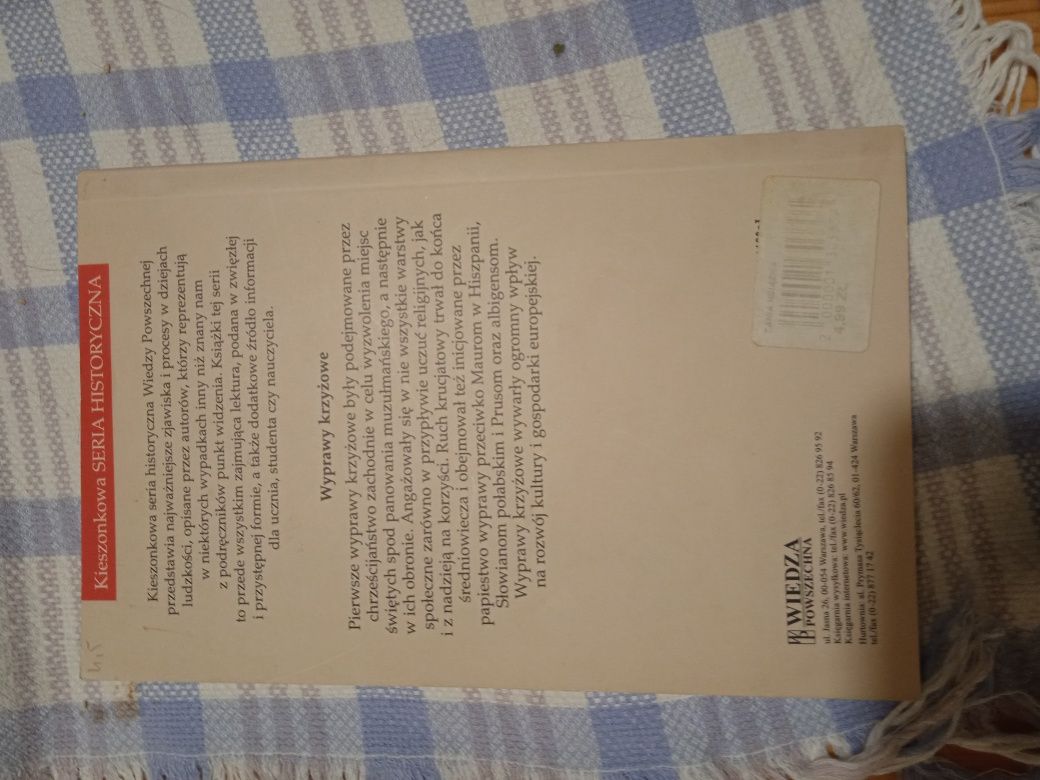 4,5
Kieszonkowa SERIA HISTORYCZNA
Kieszonkowa seria historyczna Wiedzy Powszechnej
przedstawia najważniejsze zjawiska i procesy w dziejach
ludzkości, opisane przez autorów, którzy reprezentują
w niektórych wypadkach inny niż znany nam
z podręczników punkt widzenia. Książki tej serii
to przede wszystkim zajmująca lektura, podana w zwięzłej
i przystępnej formie, a także dodatkowe źródło informacji
dla ucznia, studenta czy nauczyciela.
Wyprawy krzyżowe
Pierwsze wyprawy krzyżowe były podejmowane przez
chrześcijaństwo zachodnie w celu wyzwolenia miejsc
świętych spod panowania muzułmańskiego, a następnie
w ich obronie. Angażowały się w nie wszystkie warstwy
społeczne zarówno w przypływie uczuć religijnych, jak
i z nadzieją na korzyści. Ruch krucjatowy trwał do końca
średniowiecza i obejmował też inicjowane przez
papiestwo wyprawy przeciwko Maurom w Hiszpanii,
Słowianom połabskim i Prusom oraz albigensom.
Wyprawy krzyżowe wywarły ogromny wpływ
na rozwój kultury i gospodarki europejskiej.
WIEDZA
POWSZECHNA
ul. Jasna 26, 00-054 Warszawa, tel./fax (0-22) 826 95 92
Księgarnia wysyłkowa: tel./fax (0-22) 826 85 94
Księgarnia internetowa: www.wiedza.pl
Hurtownia: al. Prymasa Tysiąclecia 60/62, 01-424 Warszawa
tel./fax (0-22) 877 17 42
4,99 ZŁ